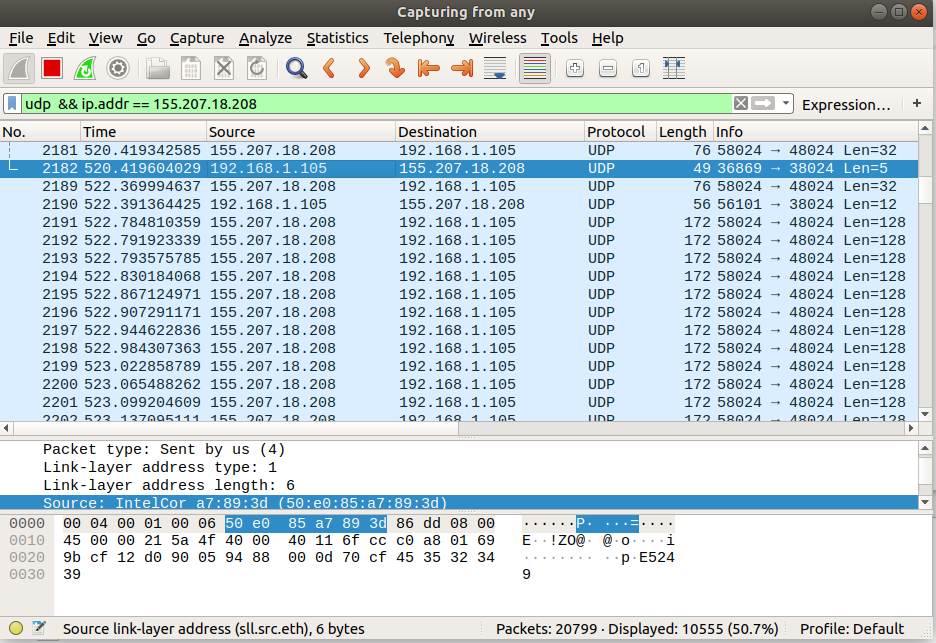 Capturing from any
File Edit View Go Capture Analyze Statistics Telephony Wireless Tools Help
udp && ip.addr == 155.207.18.208 Expression… +
No. Time Source Destination Protocol Length Info
2181 520.419342585 155.207.18.208 192.168.1.105 UDP 76 58024 → 48024 Len=32
2182 520.419604029 192.168.1.105 155.207.18.208 UDP 49 36869 → 38024 Len=5
2189 522.369994637 155.207.18.208 192.168.1.105 UDP 76 58024 → 48024 Len=32
2190 522.391364425 192.168.1.105 155.207.18.208 UDP 56 56101 → 38024 Len=12
2191 522.784810359 155.207.18.208 192.168.1.105 UDP 172 58024 → 48024 Len=128
2192 522.791923339 155.207.18.208 192.168.1.105 UDP 172 58024 → 48024 Len=128
2193 522.793575785 155.207.18.208 192.168.1.105 UDP 172 58024 → 48024 Len=128
2194 522.830184068 155.207.18.208 192.168.1.105 UDP 172 58024 → 48024 Len=128
2195 522.867124971 155.207.18.208 192.168.1.105 UDP 172 58024 → 48024 Len=128
2196 522.907291171 155.207.18.208 192.168.1.105 UDP 172 58024 → 48024 Len=128
2197 522.944622836 155.207.18.208 192.168.1.105 UDP 172 58024 → 48024 Len=128
2198 522.984307363 155.207.18.208 192.168.1.105 UDP 172 58024 → 48024 Len=128
2199 523.022858789 155.207.18.208 192.168.1.105 UDP 172 58024 → 48024 Len=128
2200 523.065488262 155.207.18.208 192.168.1.105 UDP 172 58024 → 48024 Len=128
2201 523.099204609 155.207.18.208 192.168.1.105 UDP 172 58024 → 48024 Len=128
2202 523.137095111 155.207.18.208 192.168.1.105 UDP 172 58024 → 48024 Len=128
Packet type: Sent by us (4)
Link-layer address type: 1
Link-layer address length: 6
Source: IntelCor_a7:89:3d (50:e0:85:a7:89:3d)
0000 00 04 00 01 00 06 50 e0 85 a7 89 3d 86 dd 08 00 ······P· ···=····
0010 45 00 00 21 5a 4f 40 00 40 11 6f cc c0 a8 01 69 E··!ZO@· @·o····i
0020 9b cf 12 d0 90 05 94 88 00 0d 70 cf 45 35 32 34 ········ ··p·E524
0030 39 9
Source link-layer address (sll.src.eth), 6 bytes Packets: 20799 · Displayed: 10555 (50.7%) Profile: Default